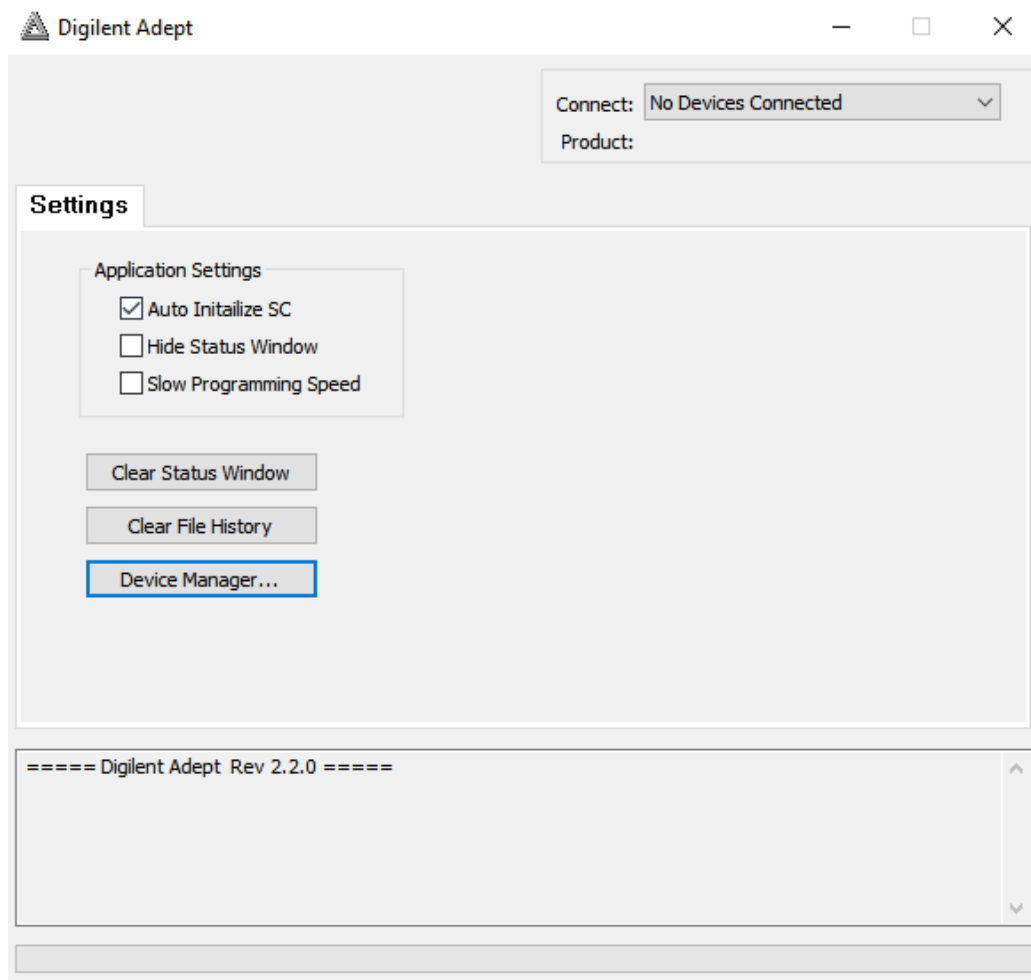 Digilent Adept
Connect: No Devices Connected
Product:
Settings
Application Settings
Auto Initailize SC
Hide Status Window
Slow Programming Speed
Clear Status Window
Clear File History
Device Manager...
===== Digilent Adept Rev 2.2.0 =====